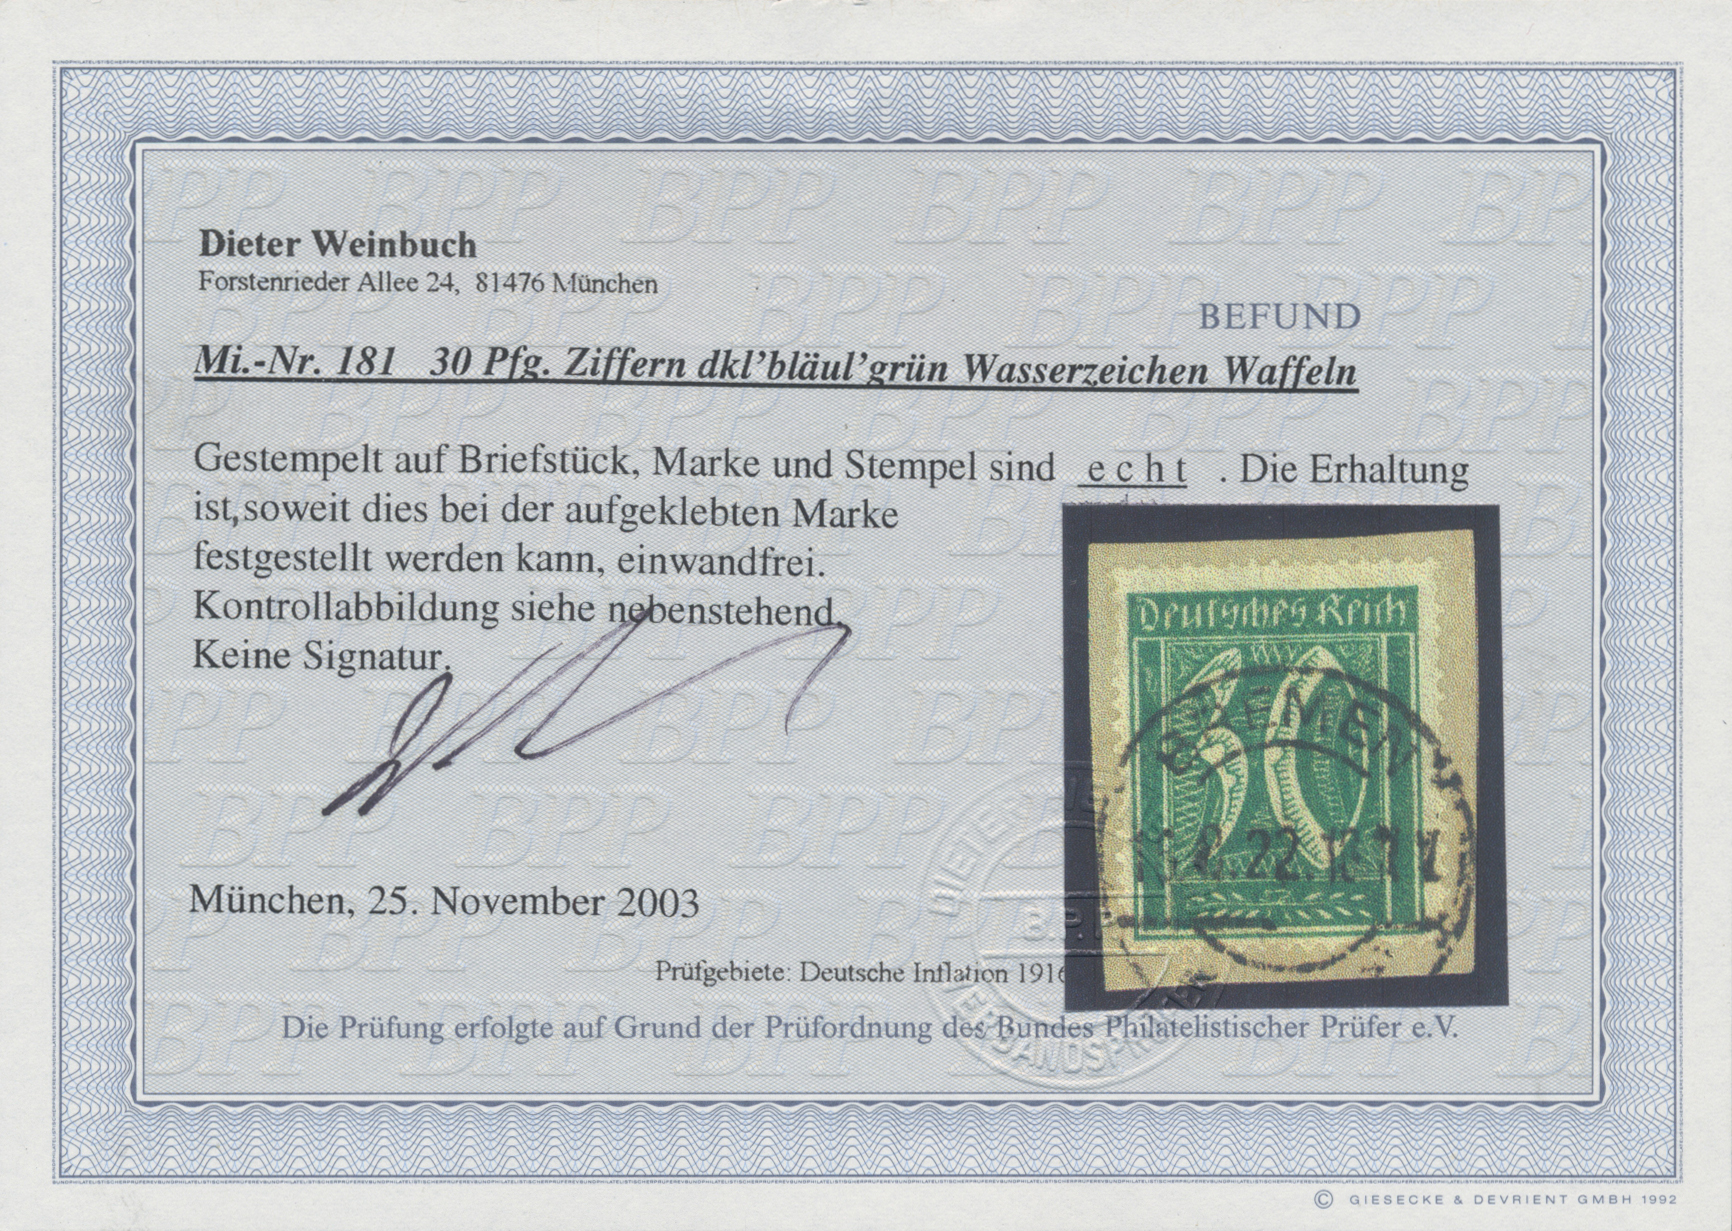 Dieter Weinbuch
Forstenrieder Allee 24, 81476 München
BEFUND
Mi.-Nr. 181 30 Pfg. Ziffern dkl'bläul'grün Wasserzeichen Waffeln
Gestempelt auf Briefstück, Marke und Stempel sind e c h t . Die Erhaltung
ist, soweit dies bei der aufgeklebten Marke
festgestellt werden kann, einwandfrei.
Kontrollabbildung siehe nebenstehend.
Keine Signatur.
Deutsches Reich
30
BREMEN
22.12
München, 25. November 2003
B.P.P
Prüfgebiete: Deutsche Inflation 1916
Die Prüfung erfolgte auf Grund der Prüfordnung des Bundes Philatelistischer Prüfer e.V.
© GIESECKE & DEVRIENT GMBH 1992